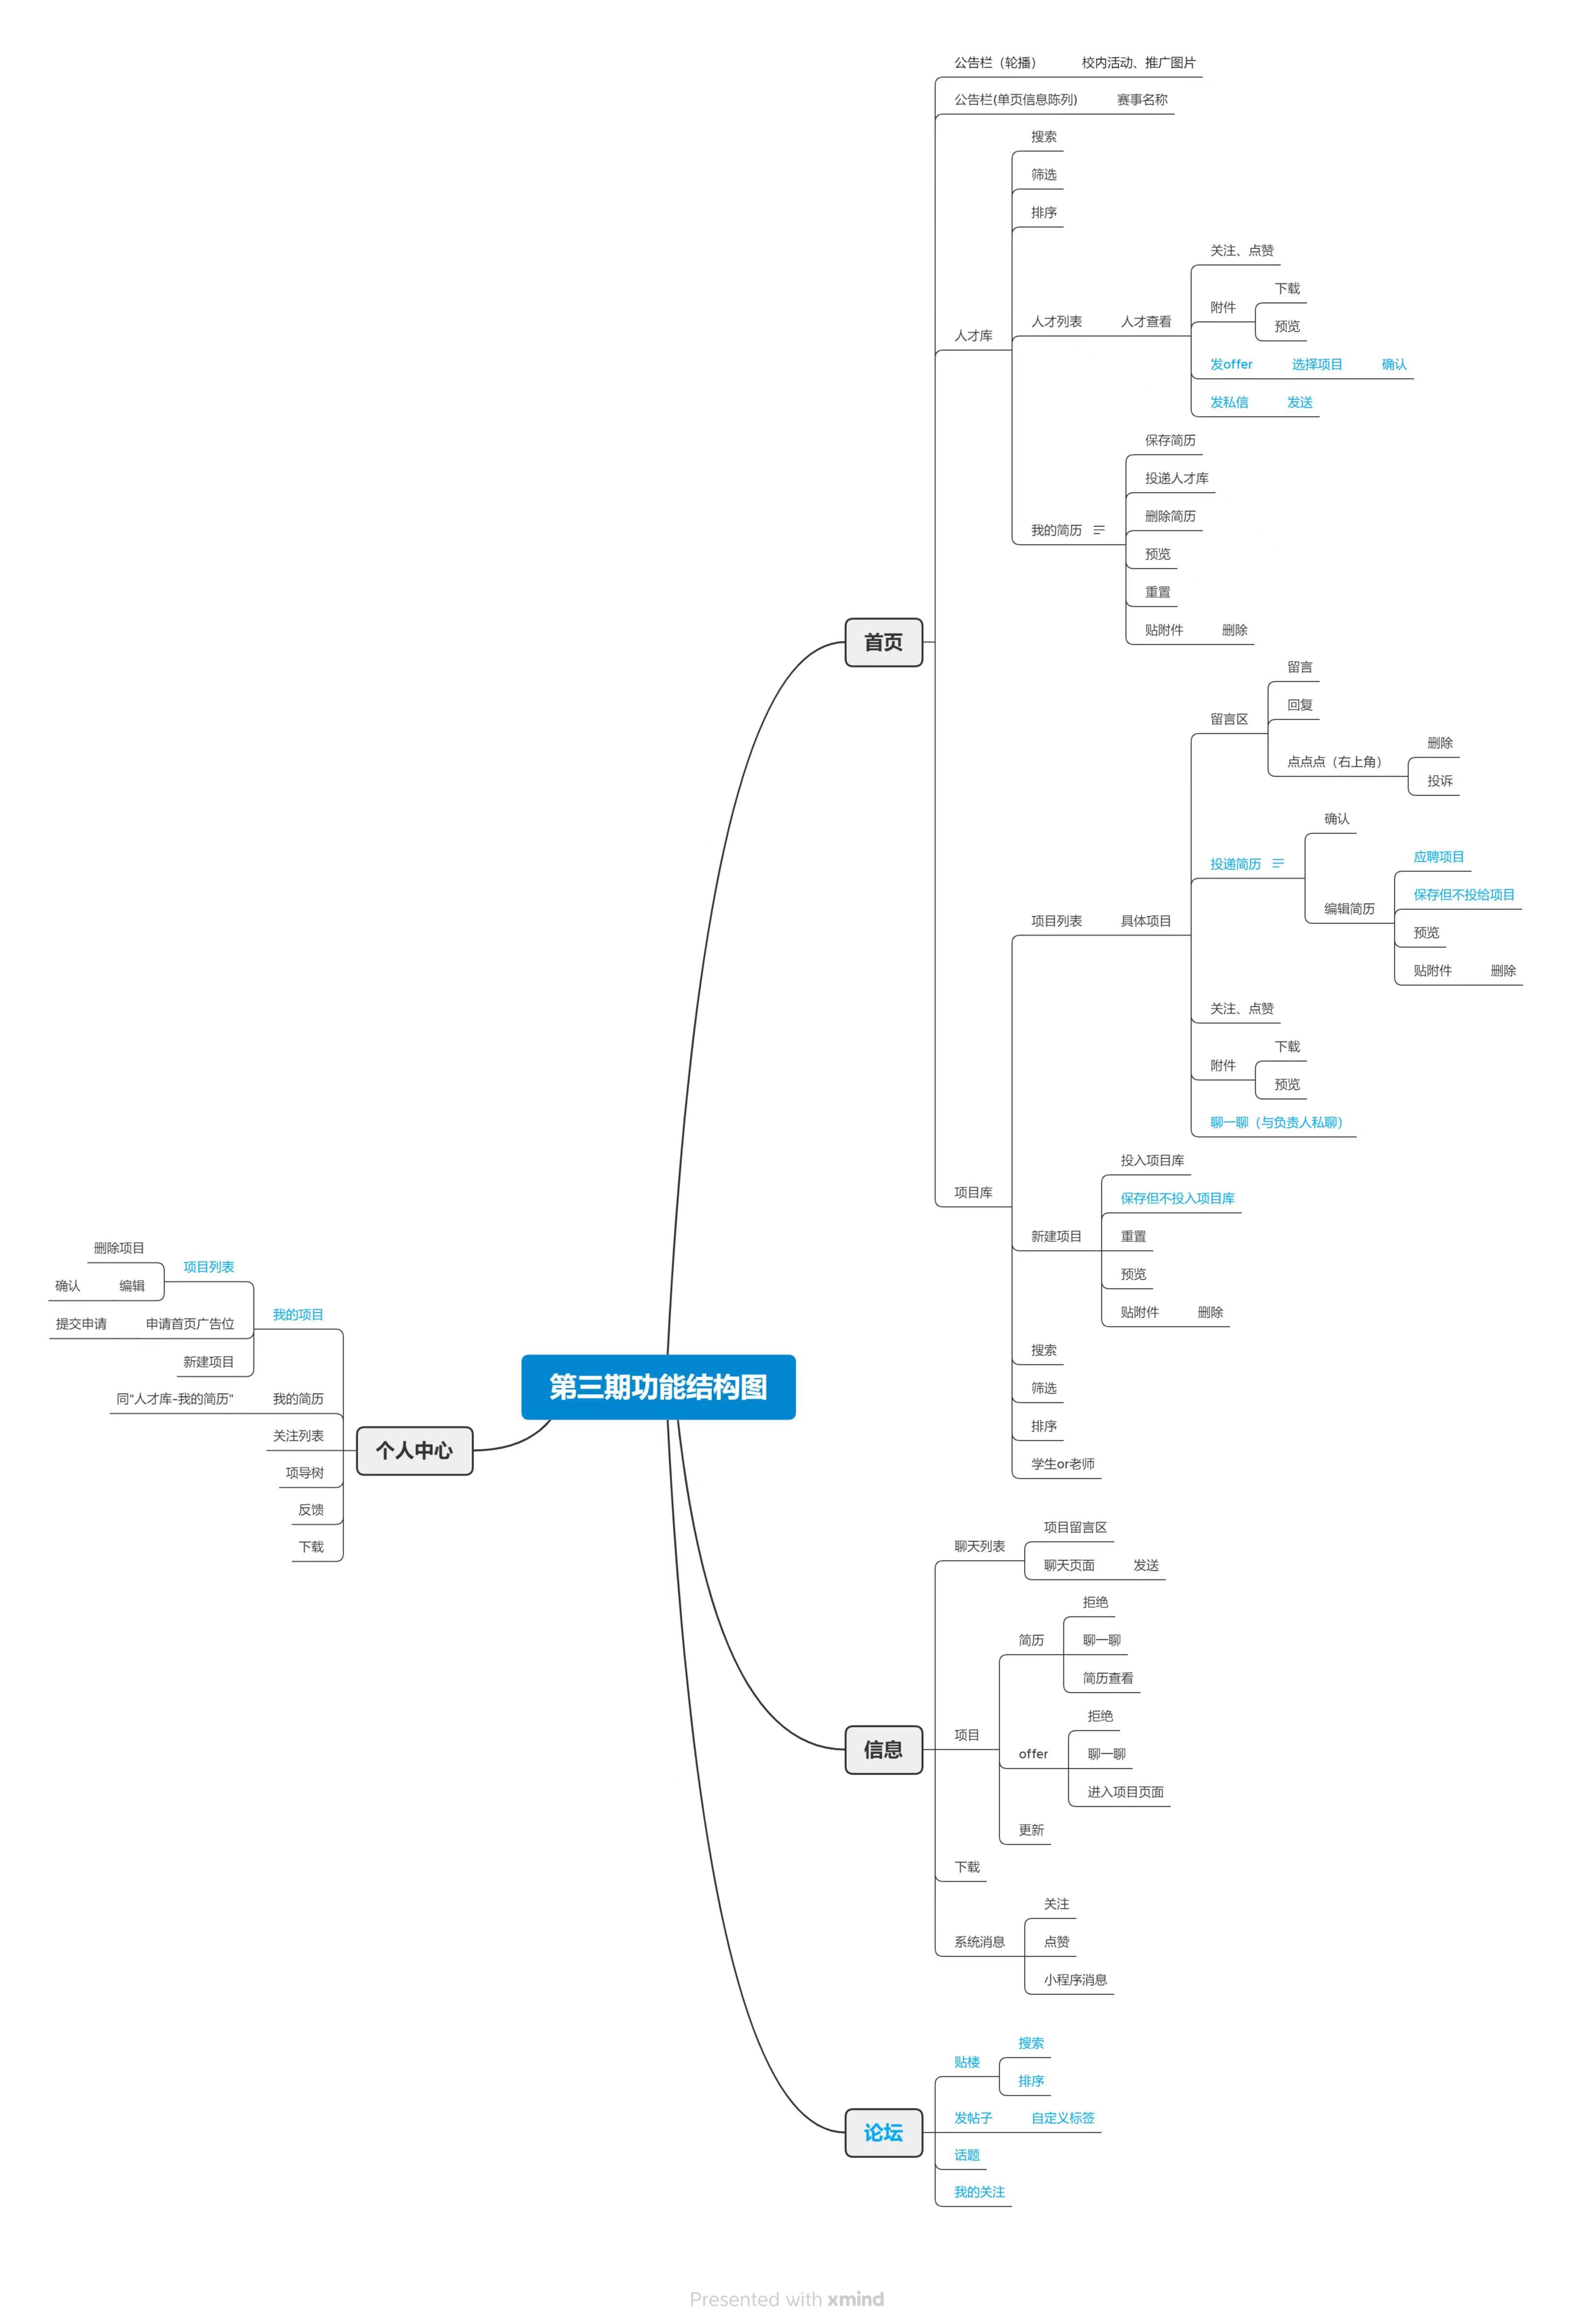 公告栏（轮播） 校内活动、推广图片
公告栏(单页信息阵列) 赛事名称
搜索
筛选
排序
关注、点赞
下载
附件
预览
人才列表 人才查看
人才库
发offer 选择项目 确认
发私信 发送
保存简历
投递人才库
删除简历
我的简历
预览
重置
贴附件 删除
首页
留言
回复
留言区
删除
点点点（右上角）
投诉
确认
投递简历
应聘项目
保存但不投给项目
编辑简历
预览
贴附件 删除
项目列表 具体项目
关注、点赞
下载
附件
预览
聊一聊（与负责人私聊）
投入项目库
项目库
保存但不投入项目库
新建项目
重置
预览
贴附件 删除
搜索
筛选
排序
学生or老师
删除项目
项目列表
确认 编辑
我的项目
提交申请 申请首页广告位
新建项目
第三期功能结构图
同"人才库-我的简历" 我的简历
关注列表
个人中心
项导树
反馈
下载
项目留言区
聊天列表
聊天页面 发送
拒绝
简历
聊一聊
简历查看
拒绝
项目
信息
offer
聊一聊
进入项目页面
更新
下载
关注
系统消息
点赞
小程序消息
搜索
贴楼
排序
发帖子 自定义标签
论坛
话题
我的关注
Presented with xmind